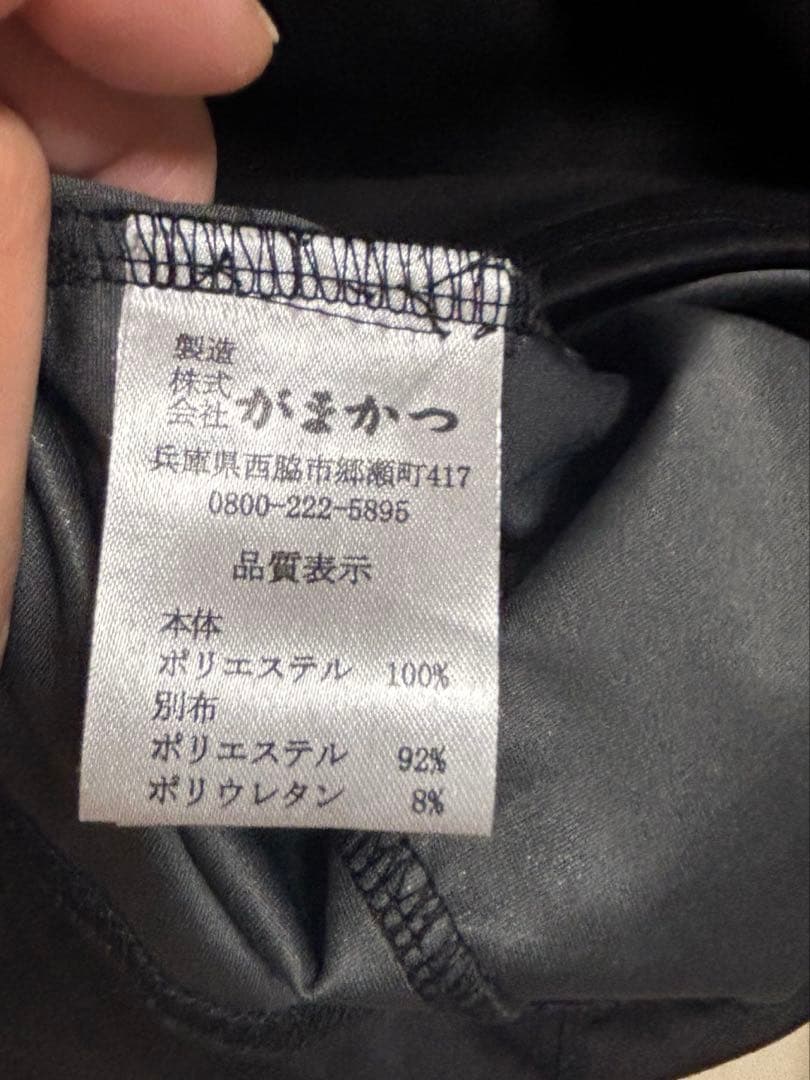 製造
株式会社 がまかつ
兵庫県西脇市郷瀬町417
0800-222-5895
品質表示
本体
ポリエステル 100%
別布
ポリエステル 92%
ポリウレタン 8%